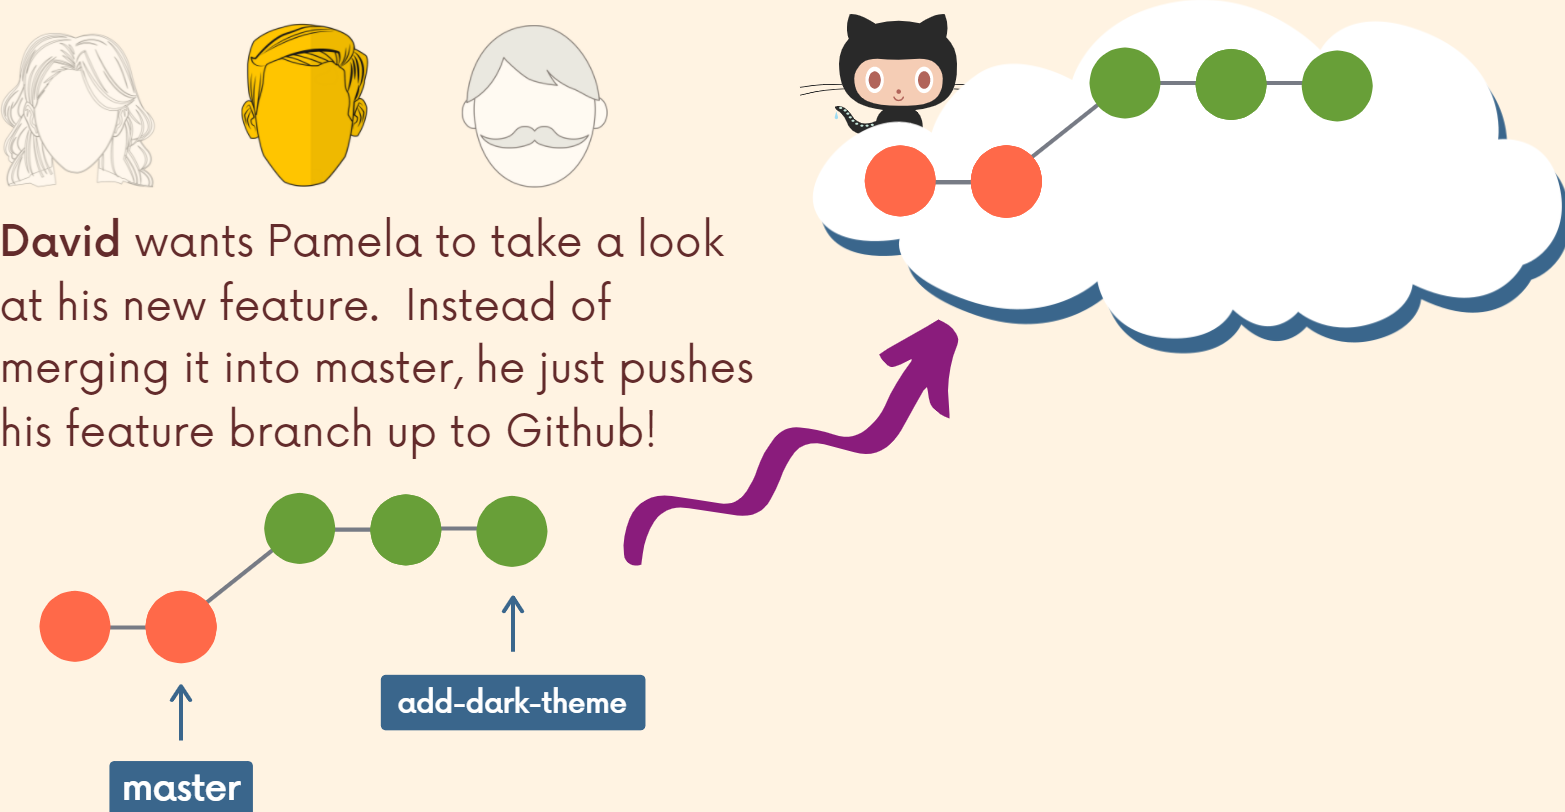 David wants Pamela to take a look
at his new feature.  Instead of
merging it into master, he just pushes
his feature branch up to Github!
add-dark-theme
master